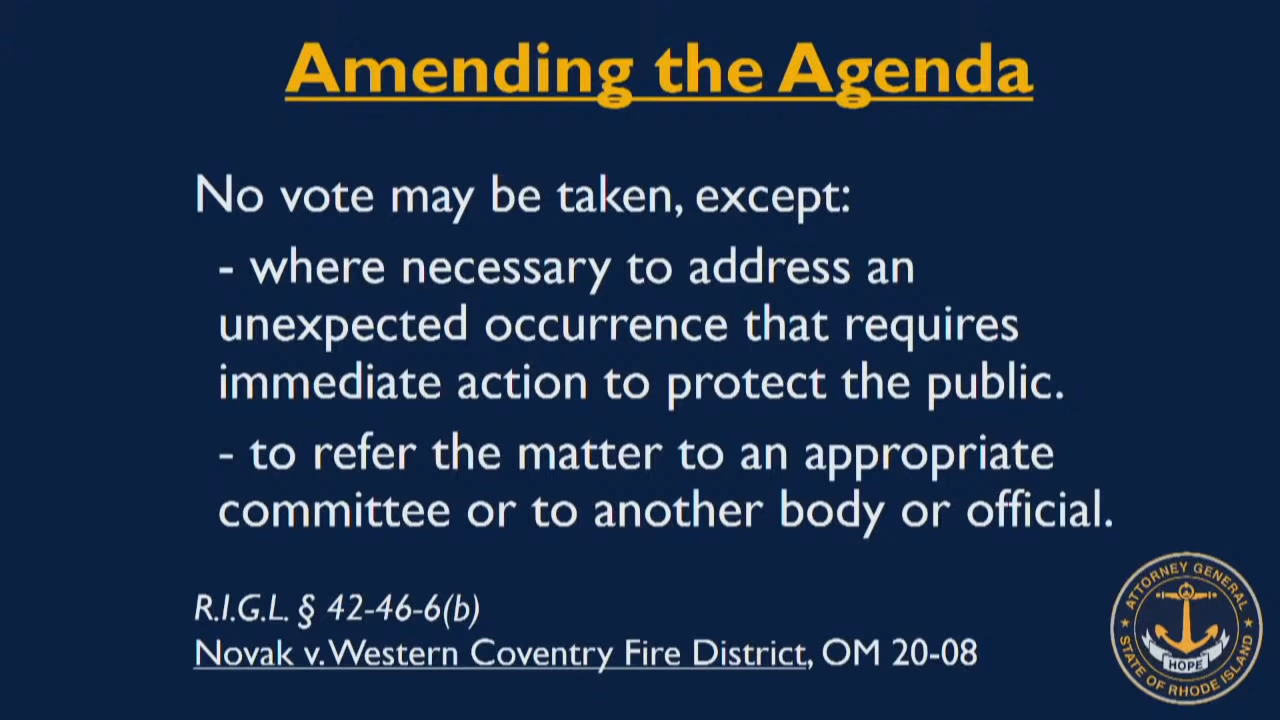 Amending the Agenda
No vote may be taken, except:
- where necessary to address an
unexpected occurrence that requires
immediate action to protect the public.
- to refer the matter to an appropriate
committee or to another body or official.
R.I.G.L. § 42-46-6(b)
Novak v. Western Coventry Fire District, OM 20-08
ATTORNEY GENERAL
HOPE
STATE OF RHODE ISLAND